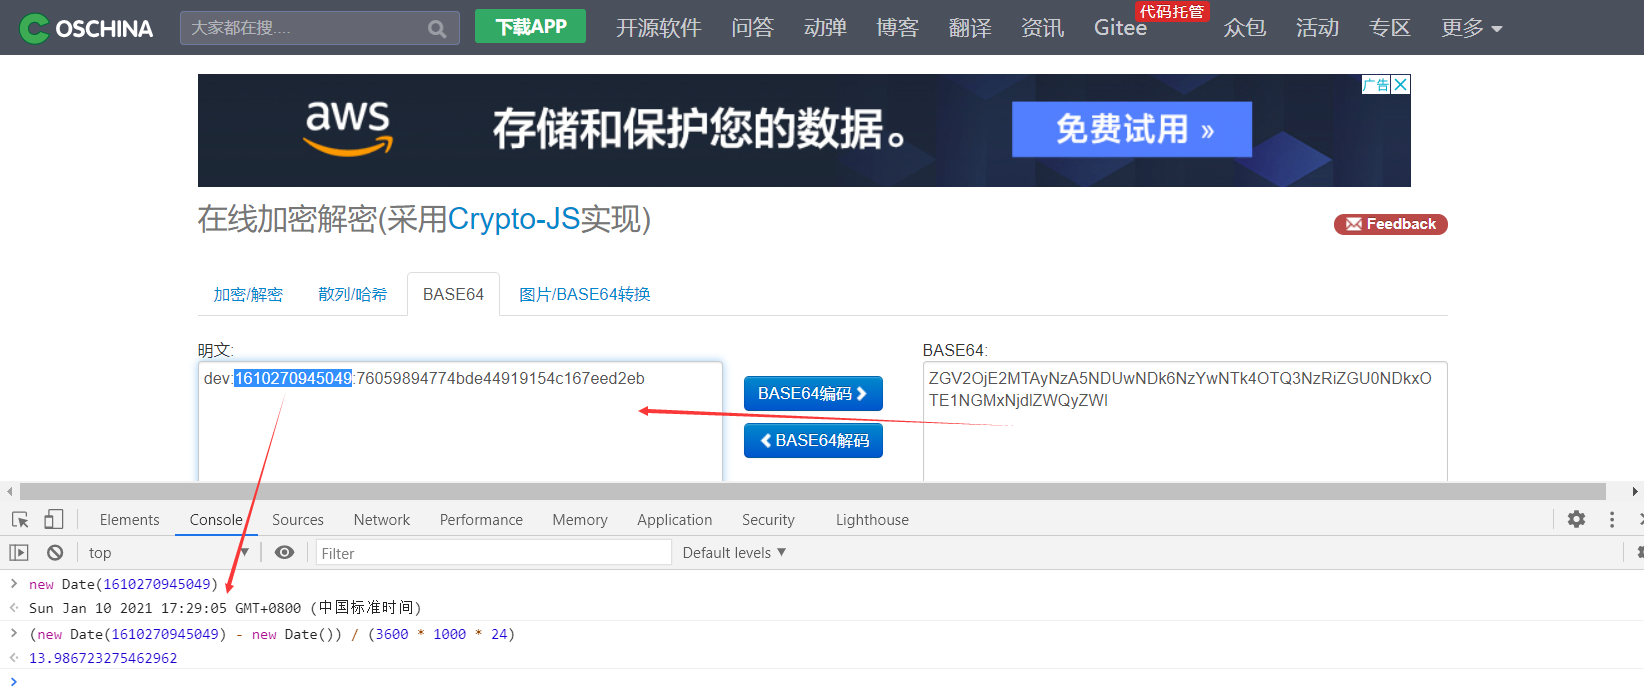 OSCHINA 大家都在搜.... 下载APP 开源软件 问答 动弹 博客 翻译 资讯 Gitee 代码托管 众包 活动 专区 更多
广告
aws 存储和保护您的数据。 免费试用 »
在线加密解密(采用Crypto-JS实现)
Feedback
加密/解密 散列/哈希 BASE64 图片/BASE64转换
明文: BASE64:
dev:1610270945049:76059894774bde44919154c167eed2eb
BASE64编码
BASE64解码
ZGV2OjE2MTAyNzA5NDUwNDk6NzYwNTk4OTQ3NzRiZGU0NDkxO
TE1NGMxNjdlZWQyZWI
Elements Console Sources Network Performance Memory Application Security Lighthouse
top Filter Default levels
new Date(1610270945049)
Sun Jan 10 2021 17:29:05 GMT+0800 (中国标准时间)
(new Date(1610270945049) - new Date()) / (3600 * 1000 * 24)
13.986723275462962